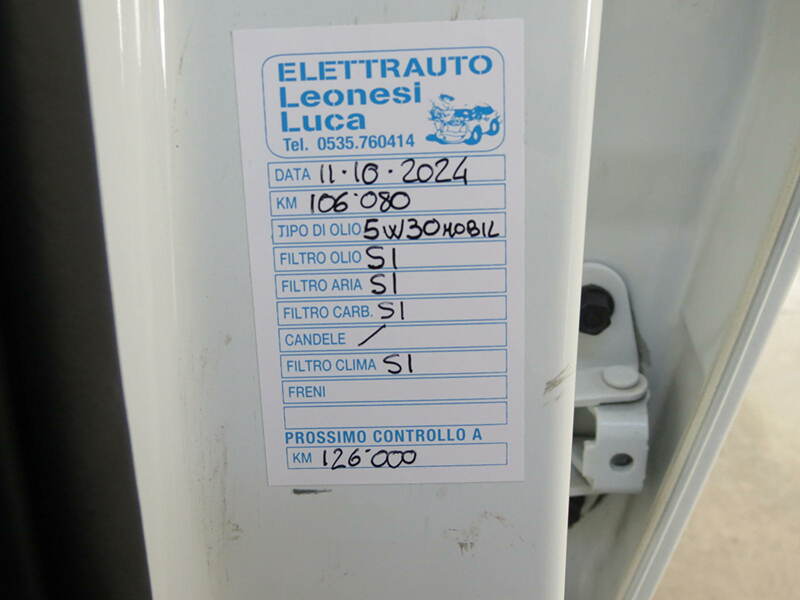 ELETTRAUTO
Leonesi
Luca
Tel. 0535.760414
DATA 11·10·2024
KM 106'080
TIPO DI OLIO 5W30 MOBIL
FILTRO OLIO SI
FILTRO ARIA SI
FILTRO CARB. SI
CANDELE /
FILTRO CLIMA SI
FRENI
PROSSIMO CONTROLLO A
KM 126'000